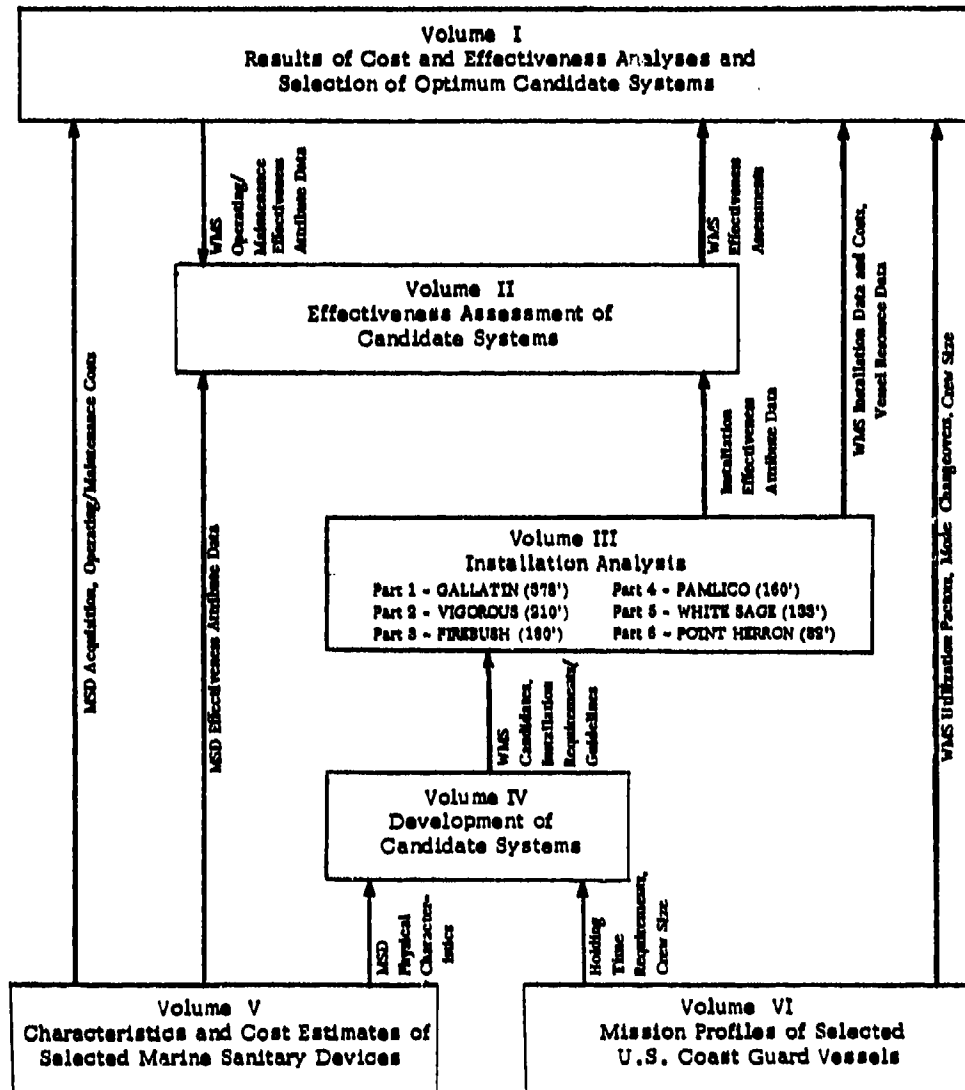 Volume I
Results of Cost and Effectiveness Analyses and
Selection of Optimum Candidate Systems
WMS
Operating/
Maintenance
Effectiveness
Attribute Data
WMS
Effectiveness
Assessments
WMS Installation Data and Costs,
Vessel Resource Data
Volume II
Effectiveness Assessment of
Candidate Systems
MSD Acquisition, Operating/Maintenance Costs
MSD Effectiveness Attribute Data
Installation
Effectiveness
Attribute Data
WMS Utilization Factors, Mode Changeovers, Crew Size
Volume III
Installation Analysis
Part 1 - GALLATIN (378')
Part 2 - VIGOROUS (210')
Part 3 - FIREBUSH (180')
Part 4 - PAMLICO (160')
Part 5 - WHITE SAGE (133')
Part 6 - POINT HERRON (82')
WMS
Candidates,
Installation
Requirements/
Guidelines
Volume IV
Development of
Candidate Systems
MSD
Physical
Character-
istics
Holding
Time
Requirements,
Crew Size
Volume V
Characteristics and Cost Estimates of
Selected Marine Sanitary Devices
Volume VI
Mission Profiles of Selected
U.S. Coast Guard Vessels